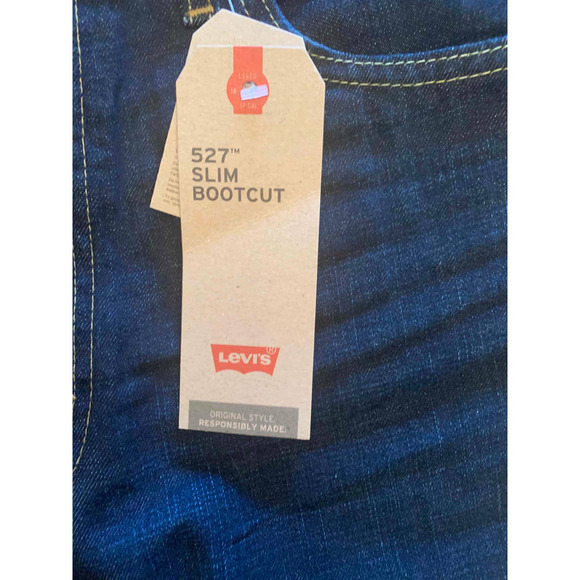 527™
SLIM
BOOTCUT
Levi's®
ORIGINAL STYLE.
RESPONSIBLY MADE.